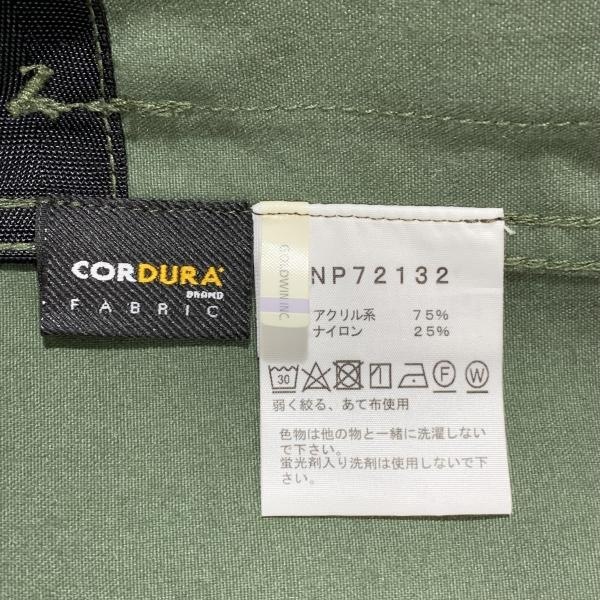 CORDURA
BRAND
FABRIC
GOLDWIN INC.
NP72132
アクリル系 75%
ナイロン 25%
30
F
W
弱く絞る、あて布使用
色物は他の物と一緒に洗濯しない
で下さい。
蛍光剤入り洗剤は使用しないで下
さい。